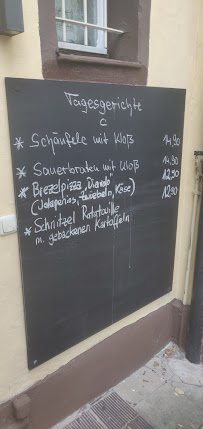 Tagesgerichte
C
* Schäufele mit Kloß 14,90
* Sauerbraten mit Kloß 14,90
* Brezelpizza „Diavolo“ 12,90
(Jalapeños, Zwiebeln, Käse)
* Schnitzel Ratatouille 12,90
m. gebackenen Kartoffeln